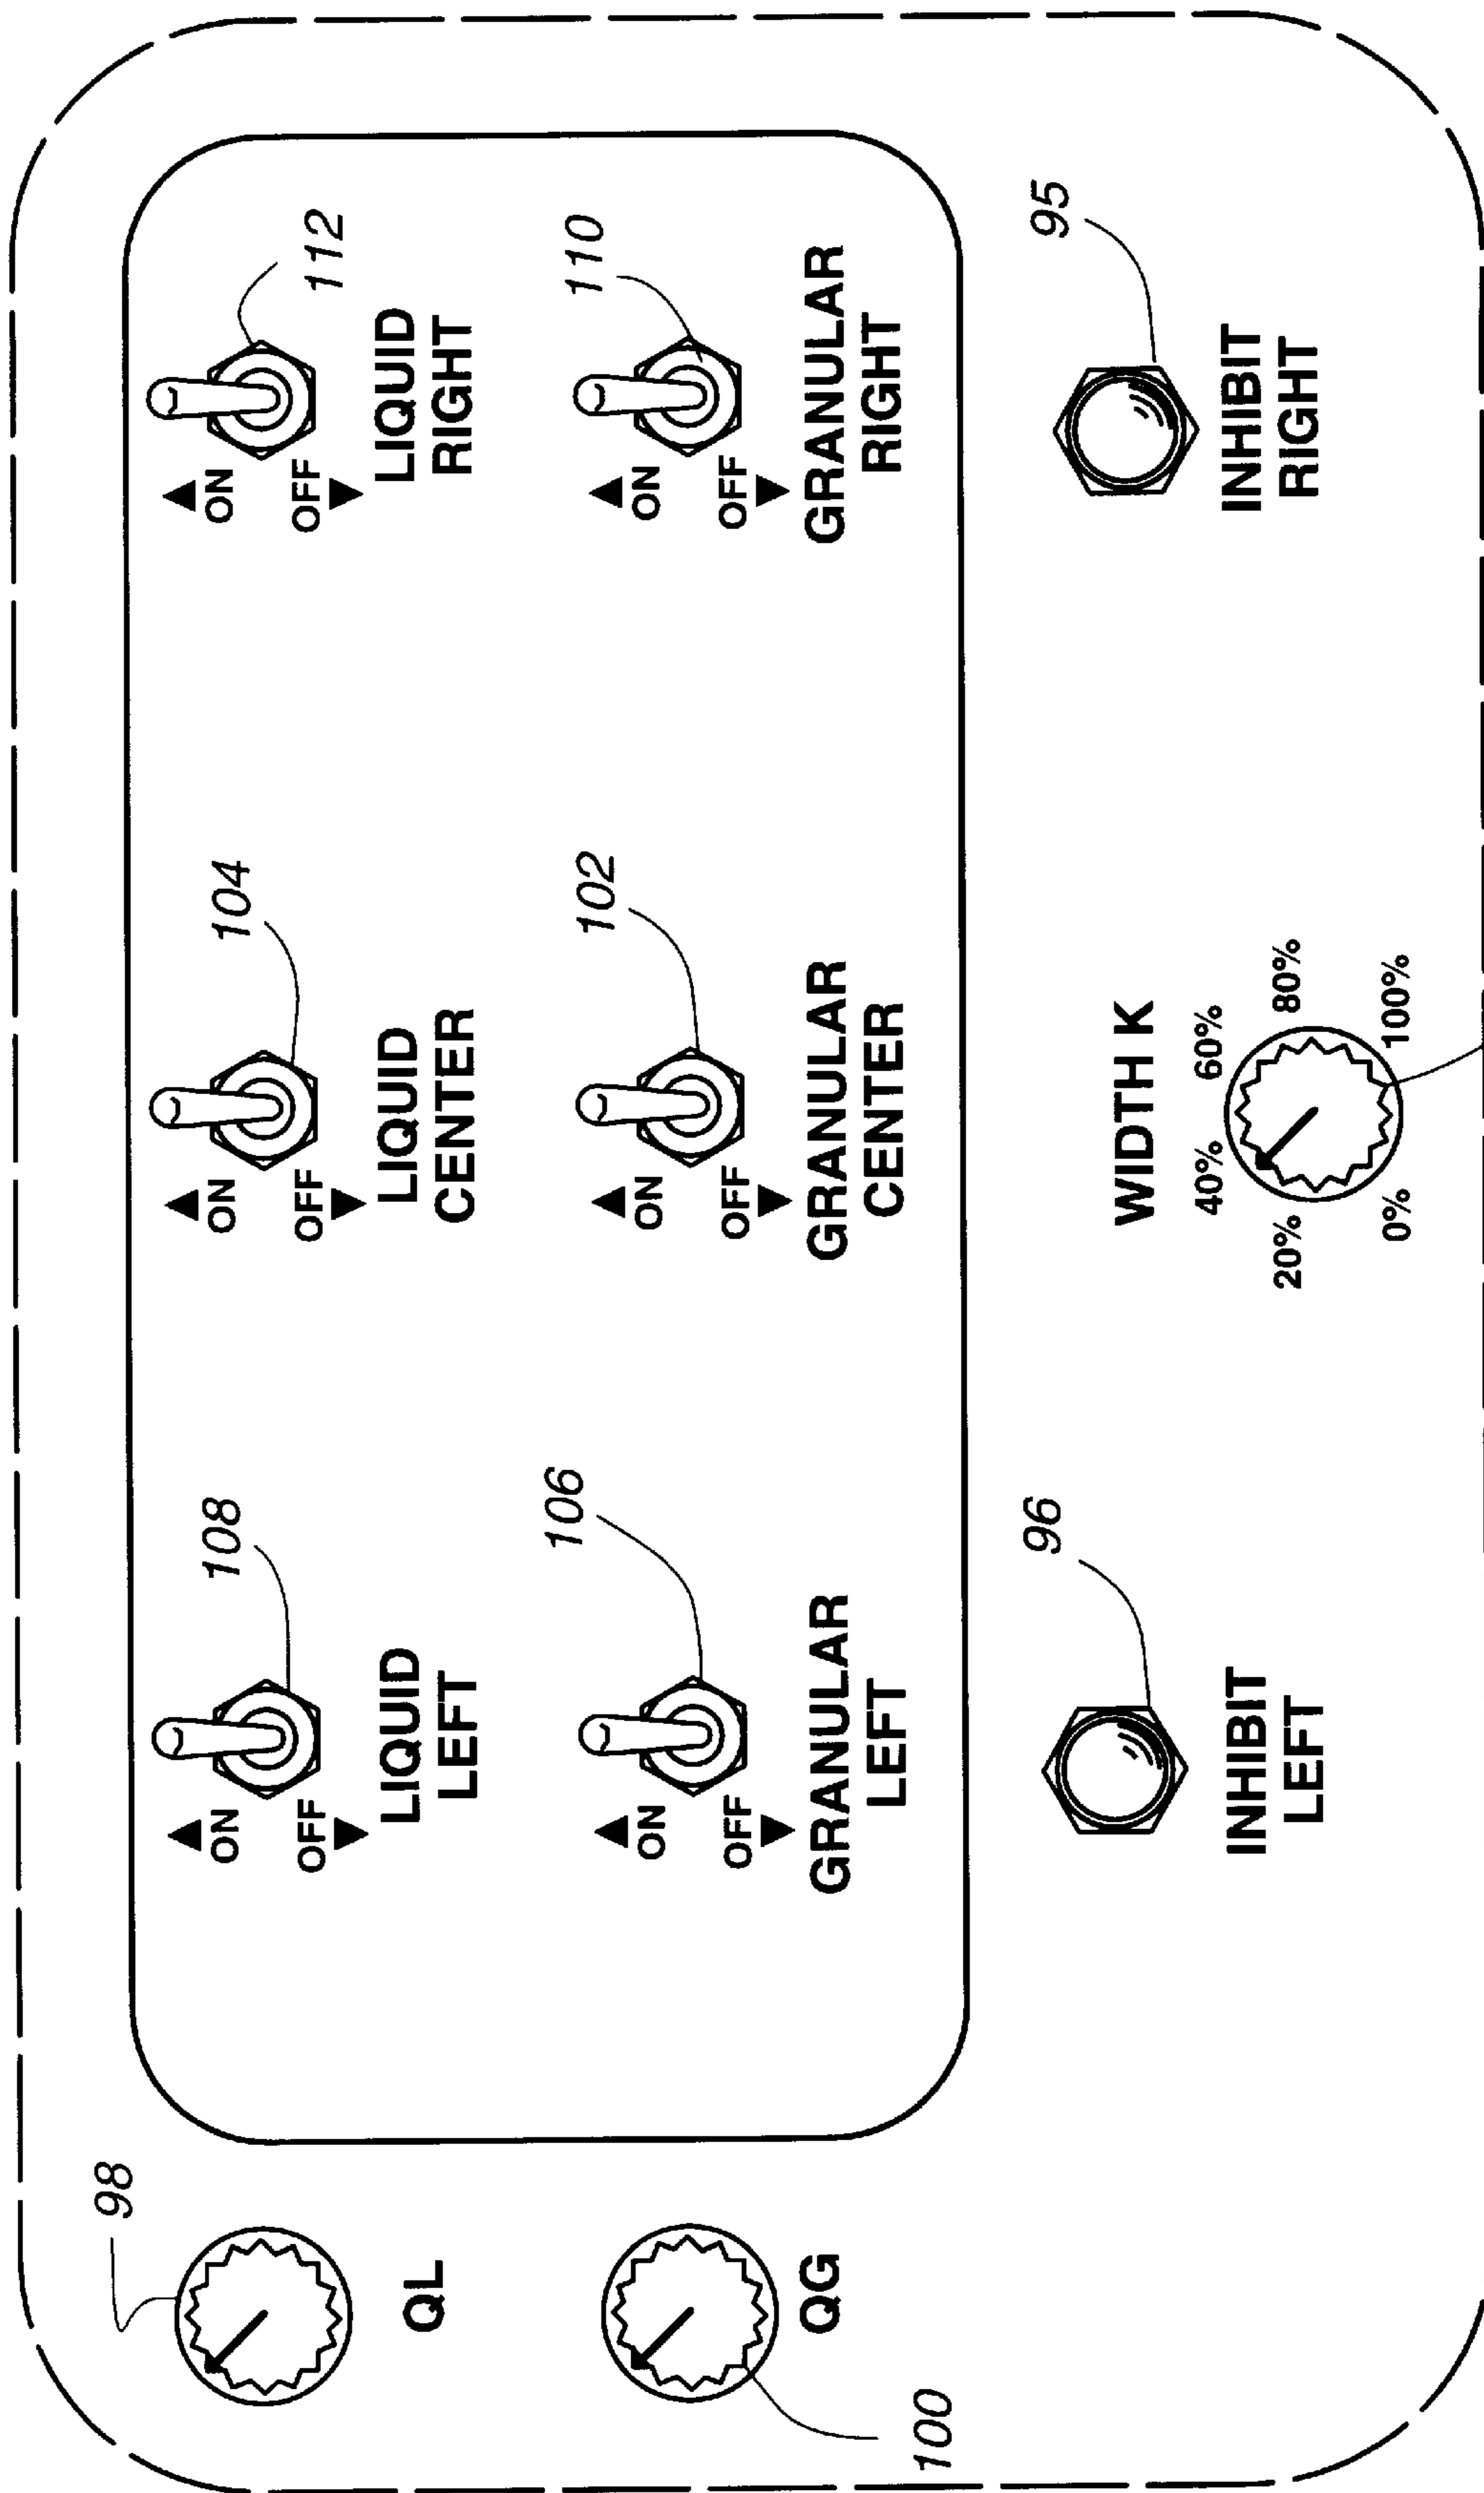 98
QL
108
ON
OFF
LIQUID
LEFT
104
ON
OFF
LIQUID
CENTER
112
ON
OFF
LIQUID
RIGHT
QG
100
106
ON
OFF
GRANULAR
LEFT
102
ON
OFF
GRANULAR
CENTER
110
ON
OFF
GRANULAR
RIGHT
96
INHIBIT
LEFT
WIDTH K
40% 60%
20% 80%
0% 100%
95
INHIBIT
RIGHT